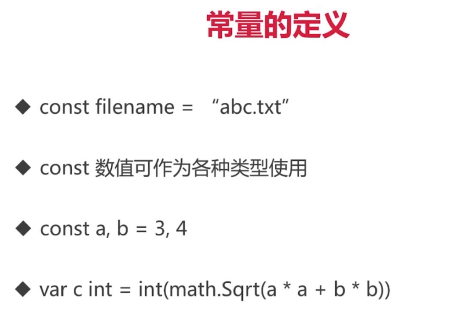 常量的定义
◆ const filename = “abc.txt”
◆ const 数值可作为各种类型使用
◆ const a, b = 3, 4
◆ var c int = int(math.Sqrt(a * a + b * b))